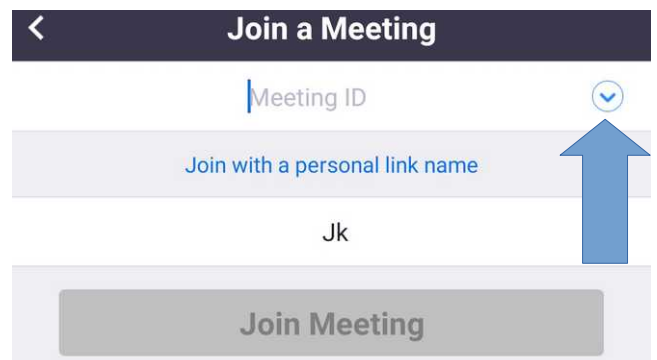 Join a Meeting
Meeting ID
Join with a personal link name
Jk
Join Meeting